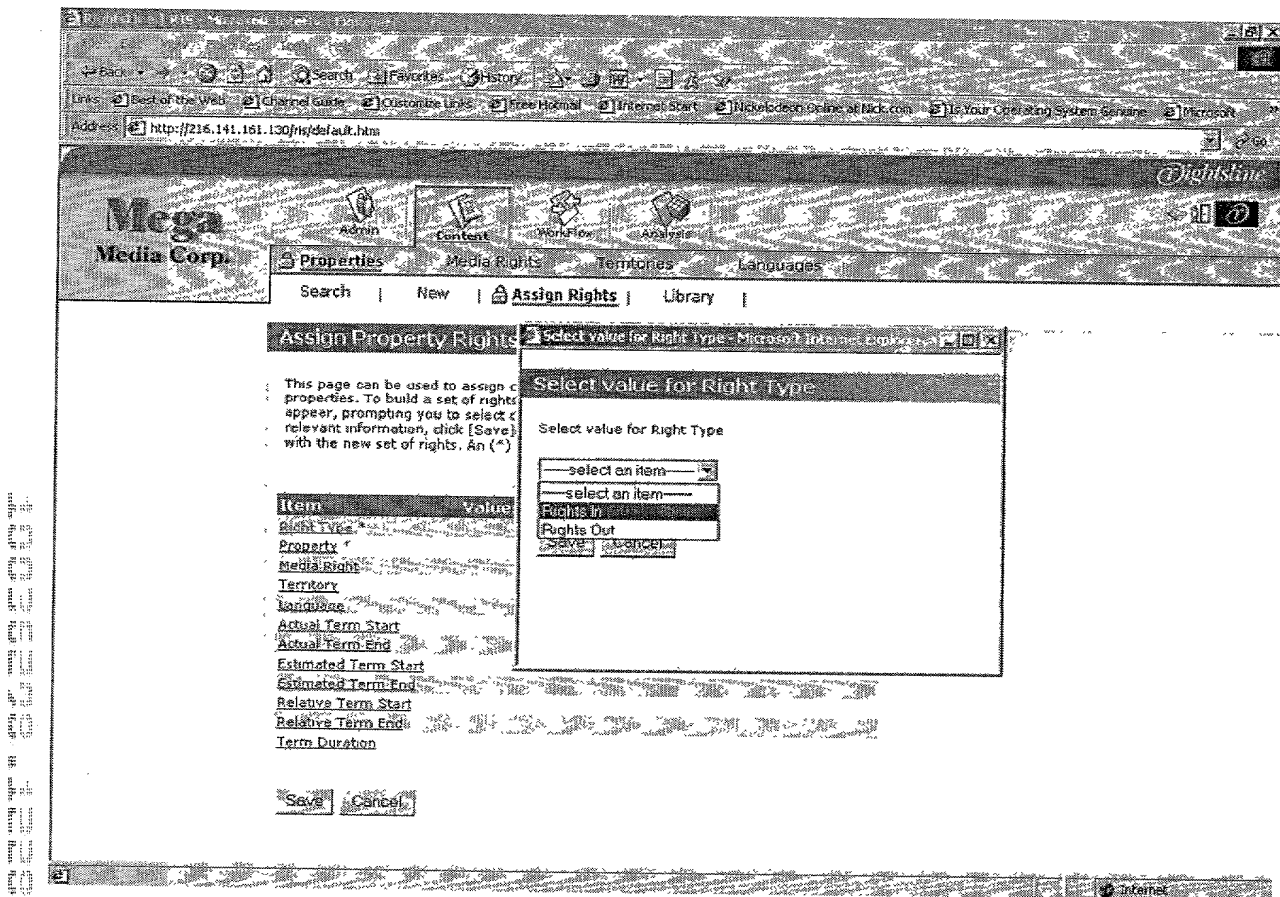 Back Search Favorites History
Links Best of the Web Channel Guide Customize Links Free Hotmail Internet Start Nickelodeon Online at Nick.com Is Your Operating System Genuine Microsoft »
Address http://216.141.161.130/ris/default.htm Go
Rightsline
Mega
Media Corp.
Admin Content WorkFlow Analysis
Properties Media Rights Territories Languages
Search | New | Assign Rights | Library |
Assign Property Rights
This page can be used to assign c
properties. To build a set of rights
appear, prompting you to select c
relevant information, click [Save]
with the new set of rights. An (*)
Select value for Right Type - Microsoft Internet Explorer
Select value for Right Type
Select value for Right Type
-----select an item-----
-----select an item-----
Rights In
Rights Out
Save Cancel
Item Value
Right Type *
Property *
Media Right
Territory
Language
Actual Term Start
Actual Term End
Estimated Term Start
Estimated Term End
Relative Term Start
Relative Term End
Term Duration
Save Cancel
Internet